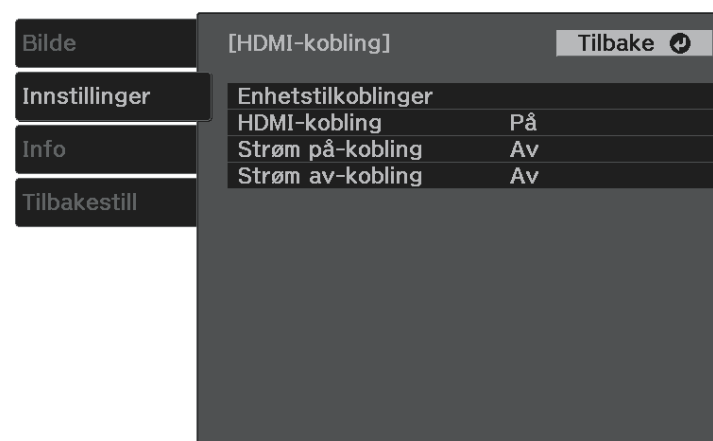 Bilde
Innstillinger
Info
Tilbakestill
[HDMI-kobling] Tilbake
Enhetstilkoblinger
HDMI-kobling På
Strøm på-kobling Av
Strøm av-kobling Av